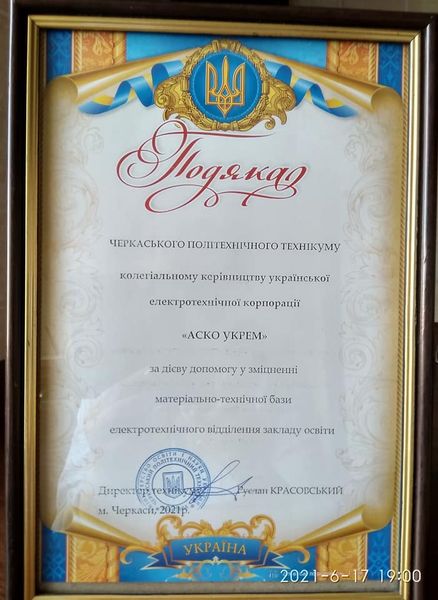 Подяка
ЧЕРКАСЬКОГО ПОЛІТЕХНІЧНОГО ТЕХНІКУМУ
колегіальному керівництву української
електротехнічної корпорації
«АСКО УКРЕМ»
за дієву допомогу у зміцненні
матеріально-технічної бази
електротехнічного відділення закладу освіти
Директор технікуму Руслан КРАСОВСЬКИЙ
м. Черкаси, 2021р.
УКРАЇНА
2021-6-17 19:00